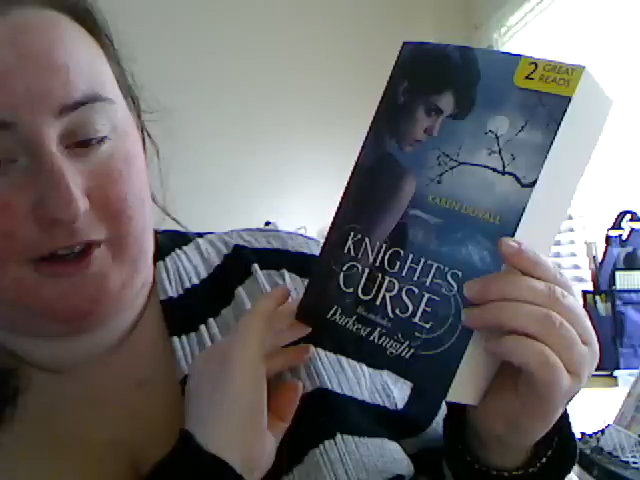 2 GREAT
READS
KAREN DUVALL
KNIGHT'S
CURSE
Darkest Knight